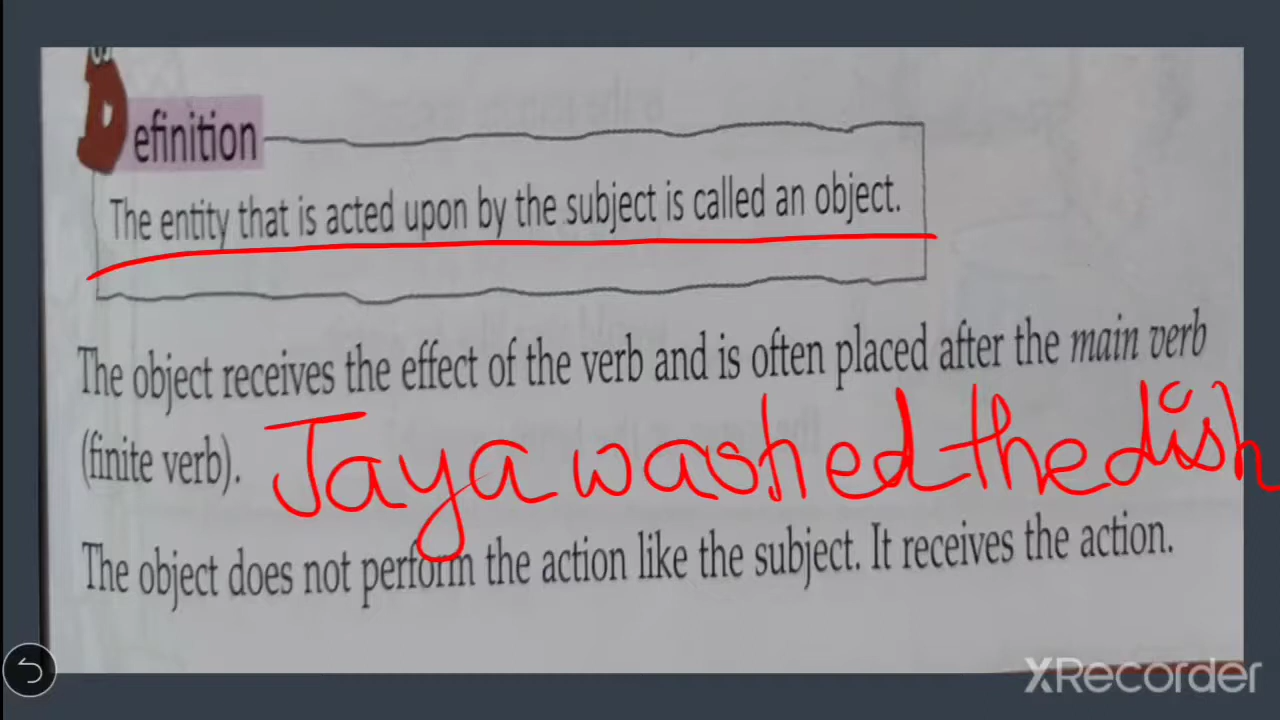 Definition
The entity that is acted upon by the subject is called an object.
The object receives the effect of the verb and is often placed after the main verb
(finite verb). Jaya washed the dish
The object does not perform the action like the subject. It receives the action.
XRecorder